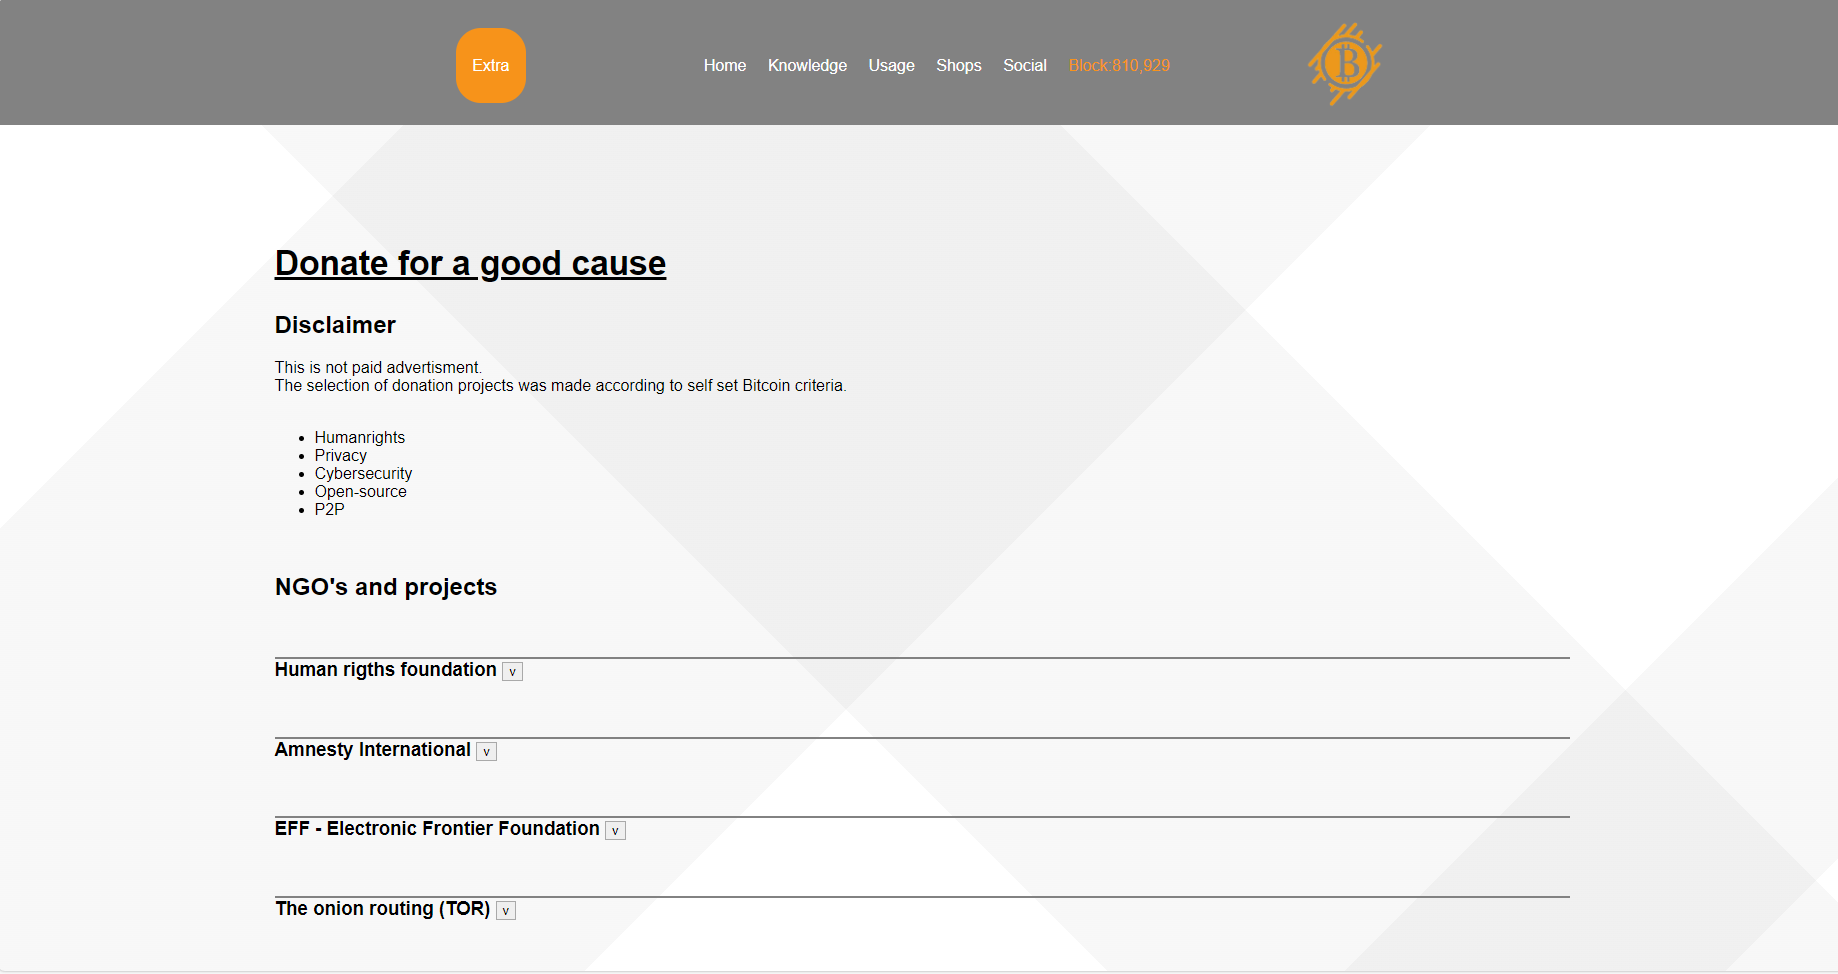 Extra
Home Knowledge Usage Shops Social Block:810,929
B
Donate for a good cause
Disclaimer
This is not paid advertisment.
The selection of donation projects was made according to self set Bitcoin criteria.
• Humanrights
• Privacy
• Cybersecurity
• Open-source
• P2P
NGO's and projects
Human rigths foundation v
Amnesty International v
EFF - Electronic Frontier Foundation v
The onion routing (TOR) v